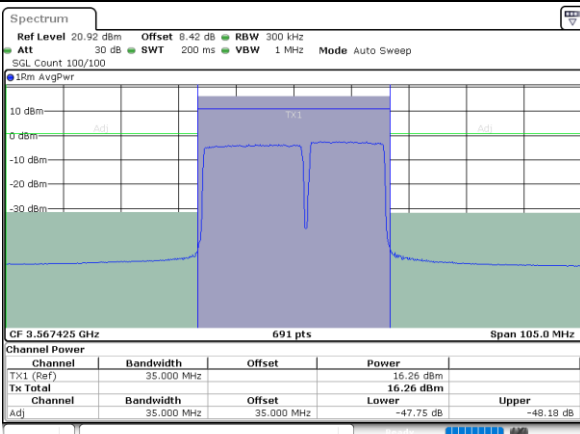 Spectrum
Ref Level 20.92 dBm Offset 8.42 dB RBW 300 kHz
Att 30 dB SWT 200 ms VBW 1 MHz Mode Auto Sweep
SGL Count 100/100
1Rm AvgPwr
TX1
10 dBm
Adj Adj
0 dBm
-10 dBm
-20 dBm
-30 dBm
CF 3.567425 GHz 691 pts Span 105.0 MHz
Channel Power
Channel Bandwidth Offset Power
TX1 (Ref) 35.000 MHz 16.26 dBm
Tx Total 16.26 dBm
Channel Bandwidth Offset Lower Upper
Adj 35.000 MHz 35.000 MHz -47.75 dB -48.18 dB